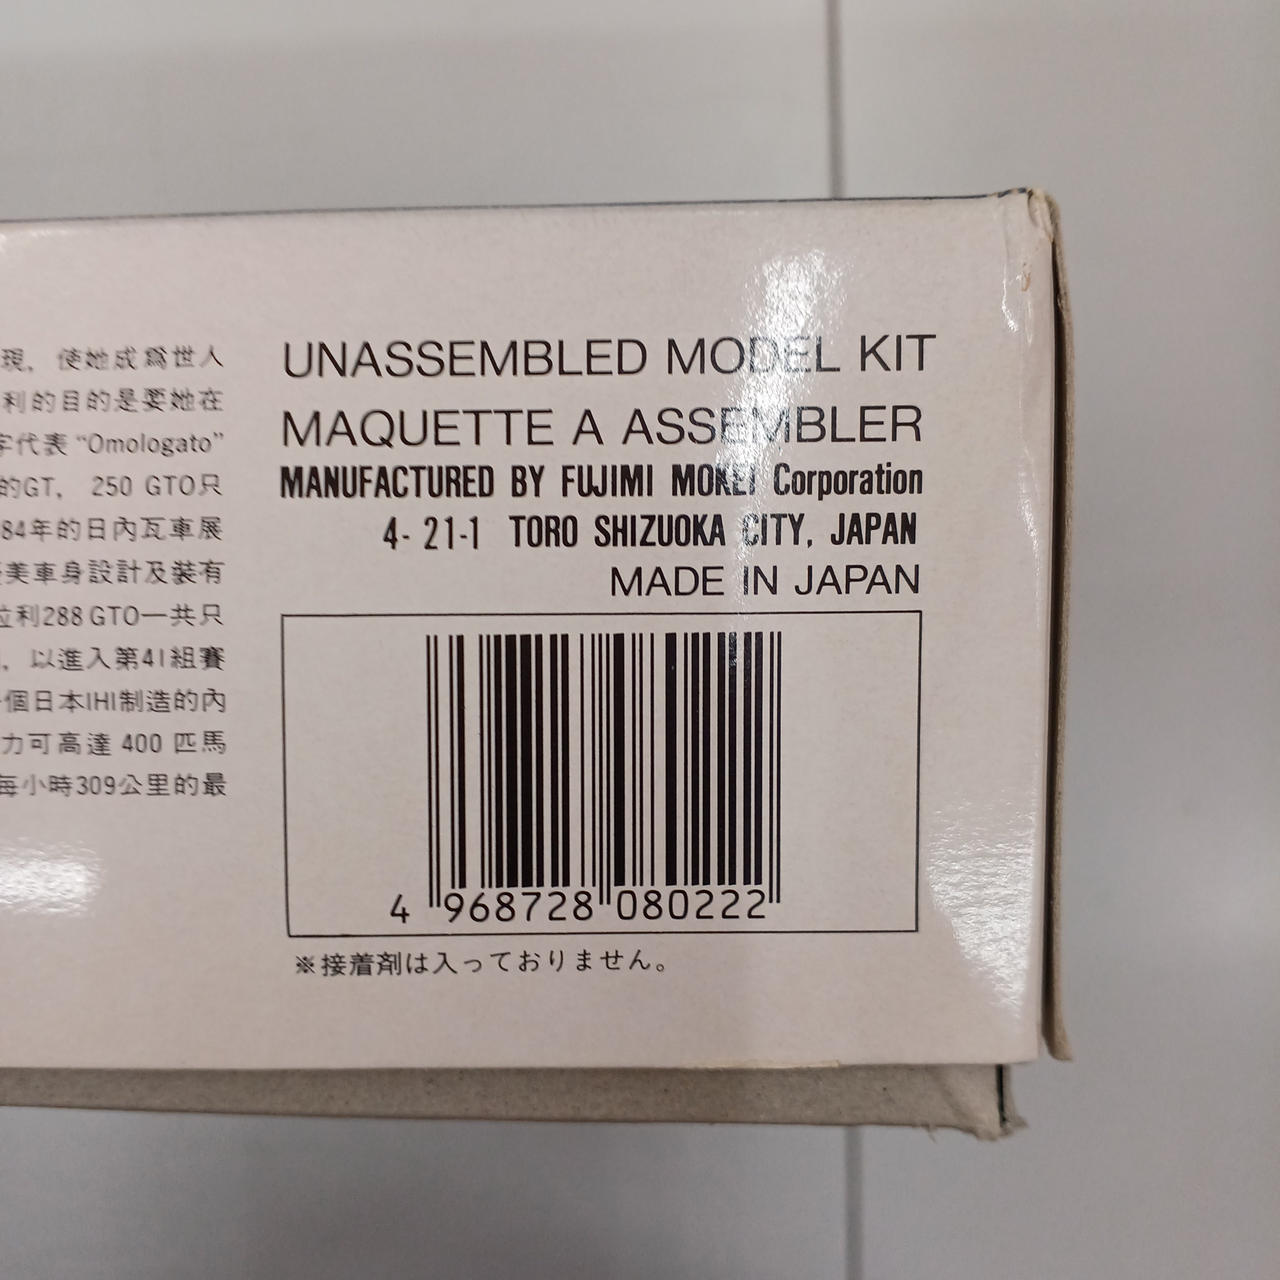 現，使她成爲世人
利的目的是要她在
字代表 “Omologato”
的GT， 250 GTO只
84年的日內瓦車展
美車身設計及裝有
拉利288 GTO一共只
，以進入第41組賽
個日本IHI制造的內
力可高達 400 匹馬
每小時309公里的最
UNASSEMBLED MODEL KIT
MAQUETTE A ASSEMBLER
MANUFACTURED BY FUJIMI MOKEI Corporation
4- 21-1 TORO SHIZUOKA CITY, JAPAN
MADE IN JAPAN
4 968728 080222
※接着剤は入っておりません。